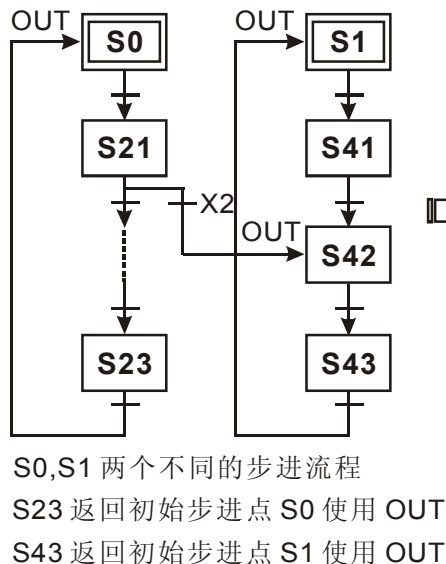 OUT
S0
OUT
S1
S21
S41
X2
OUT
S42
S23
S43
S0,S1 两个不同的步进流程
S23 返回初始步进点 S0 使用 OUT
S43 返回初始步进点 S1 使用 OUT